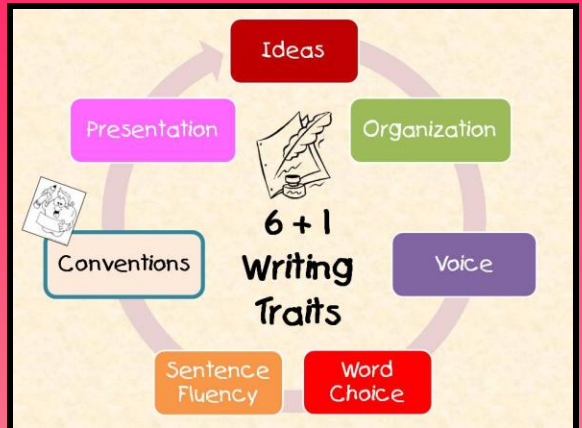 Ideas
Presentation
Organization
6 + 1
Writing
Traits
Conventions
Voice
Sentence
Fluency
Word
Choice